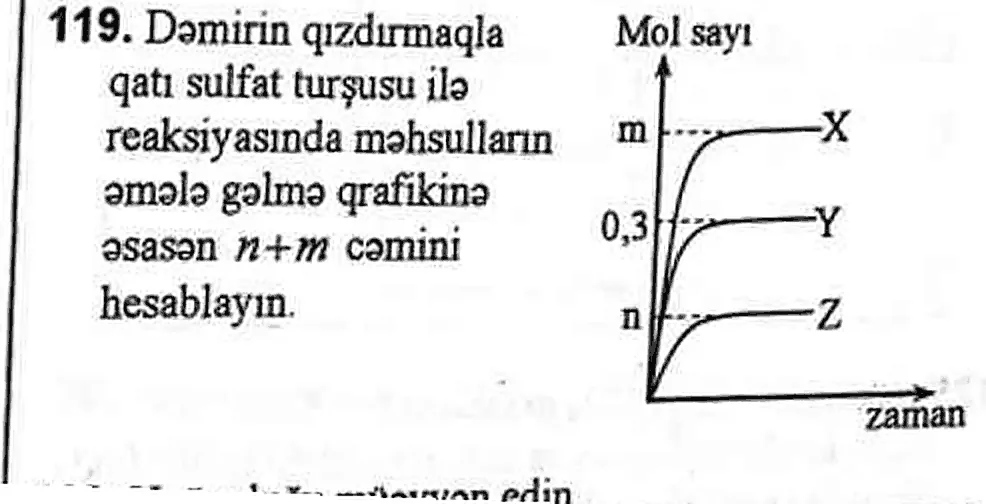 119. Dəmirin qızdırmaqla
qatı sulfat turşusu ilə
reaksiyasında məhsulların
əmələ gəlmə qrafikinə
əsasən n+m cəmini
hesablayın.
Mol sayı
m
X
0,3
Y
n
Z
zaman
edin